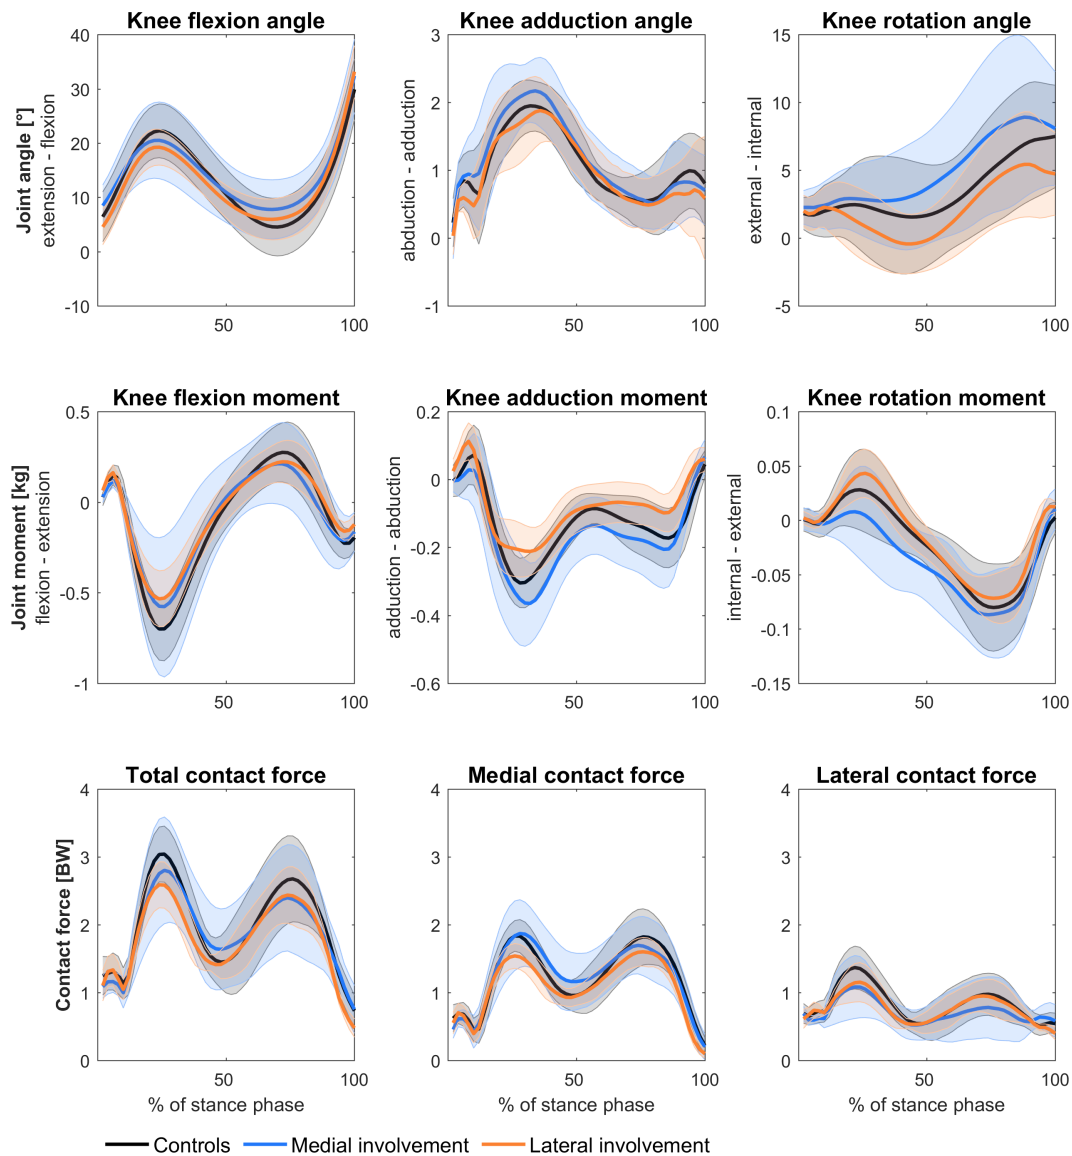 Knee flexion angle
Knee adduction angle
Knee rotation angle
Joint angle [°]
extension - flexion
40
30
20
10
0
-10
50
100
abduction - adduction
3
2
1
0
-1
50
100
external - internal
15
10
5
0
-5
50
100
Knee flexion moment
Knee adduction moment
Knee rotation moment
Joint moment [kg]
flexion - extension
0.5
0
-0.5
-1
50
100
adduction - abduction
0.2
0
-0.2
-0.4
-0.6
50
100
internal - external
0.1
0.05
0
-0.05
-0.1
-0.15
50
100
Total contact force
Medial contact force
Lateral contact force
Contact force [BW]
4
3
2
1
0
50
100
% of stance phase
4
3
2
1
0
50
100
% of stance phase
4
3
2
1
0
50
100
% of stance phase
Controls
Medial involvement
Lateral involvement